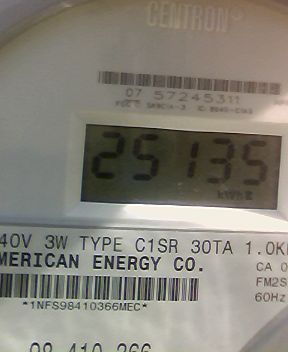 CENTRON®
07 57245311
25135
kWh
40V 3W TYPE C1SR 30TA 1.0K
MERICAN ENERGY CO.
CA 0
FM2S
60Hz
*1NFS98410366MEC*
98 410 266